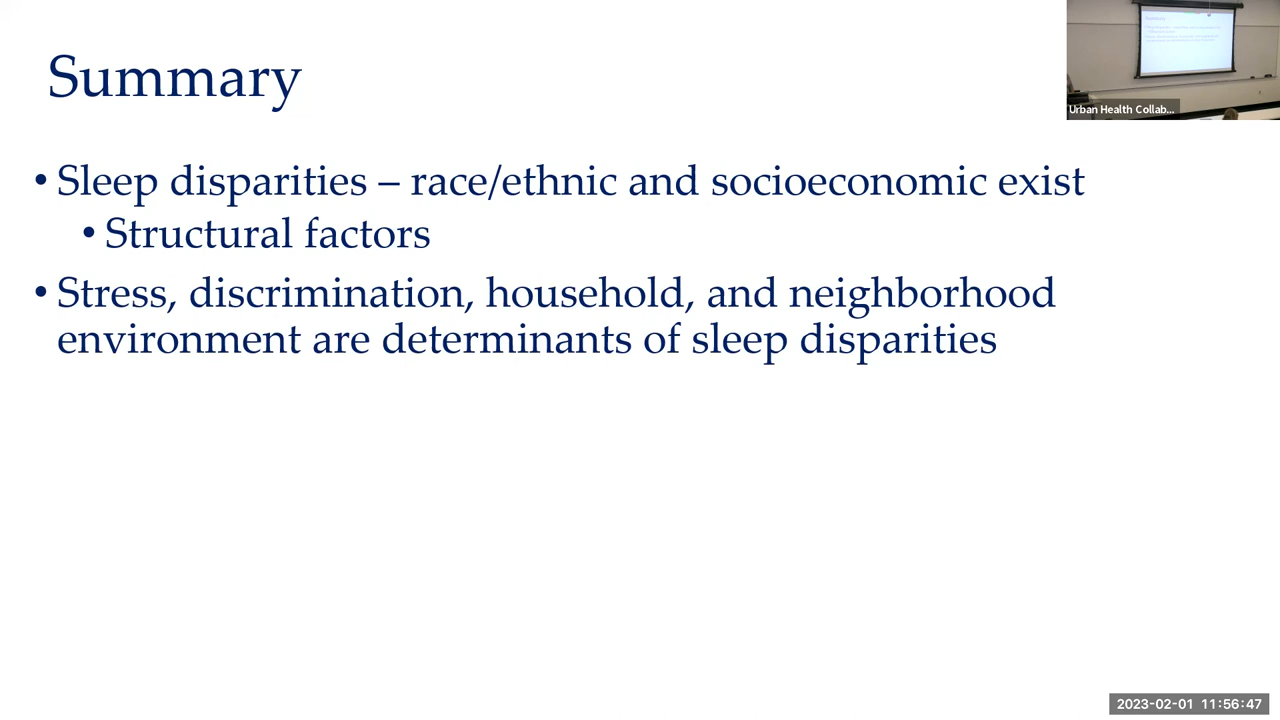 Summary
• Sleep disparities – race/ethnic and socioeconomic exist
• Structural factors
• Stress, discrimination, household, and neighborhood
environment are determinants of sleep disparities
Urban Health Collab...
2023-02-01 11:56:47